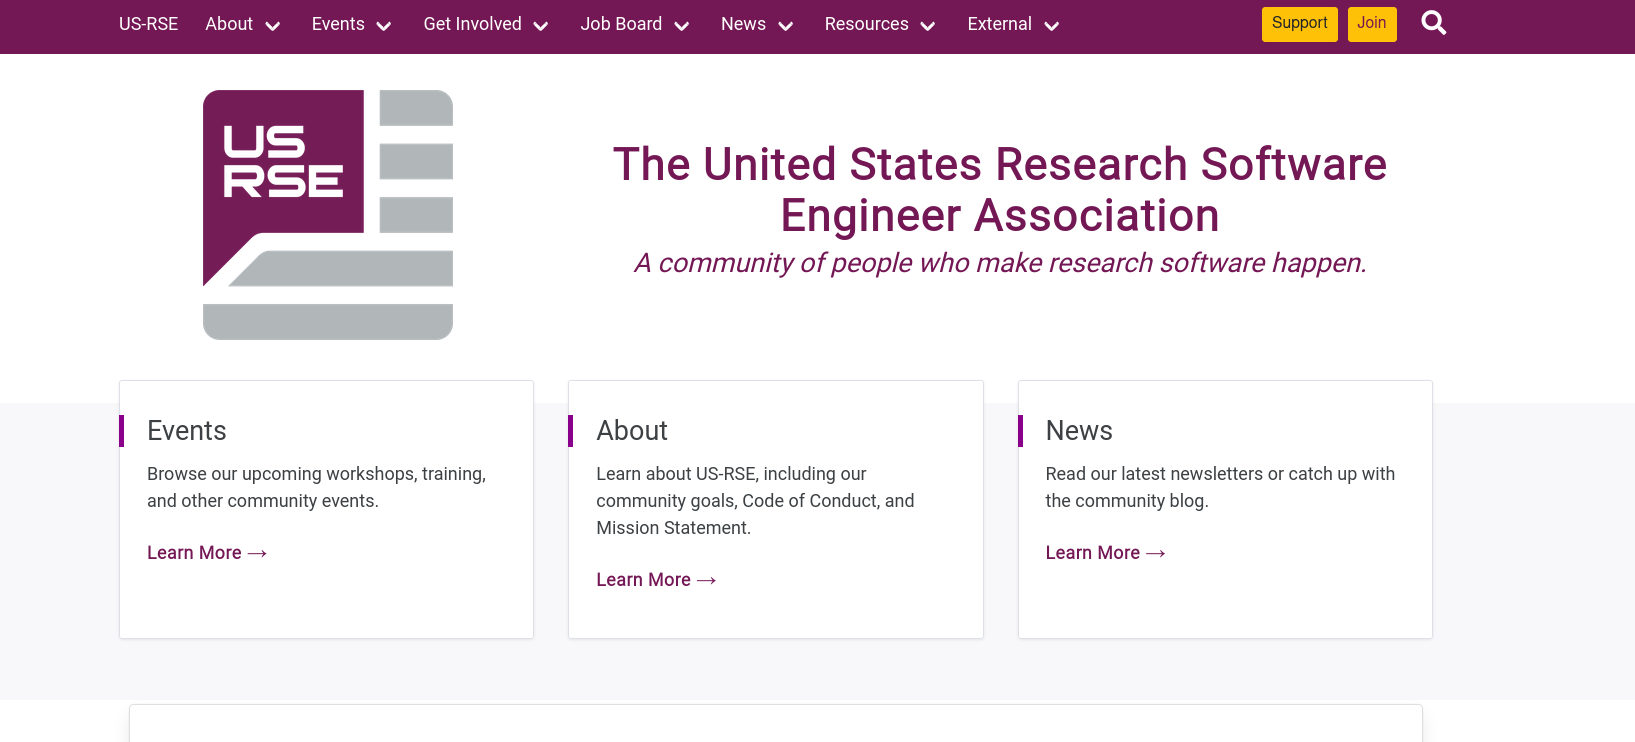 US-RSE About Events Get Involved Job Board News Resources External Support Join
US
RSE
The United States Research Software
Engineer Association
A community of people who make research software happen.
Events
Browse our upcoming workshops, training,
and other community events.
Learn More →
About
Learn about US-RSE, including our
community goals, Code of Conduct, and
Mission Statement.
Learn More →
News
Read our latest newsletters or catch up with
the community blog.
Learn More →